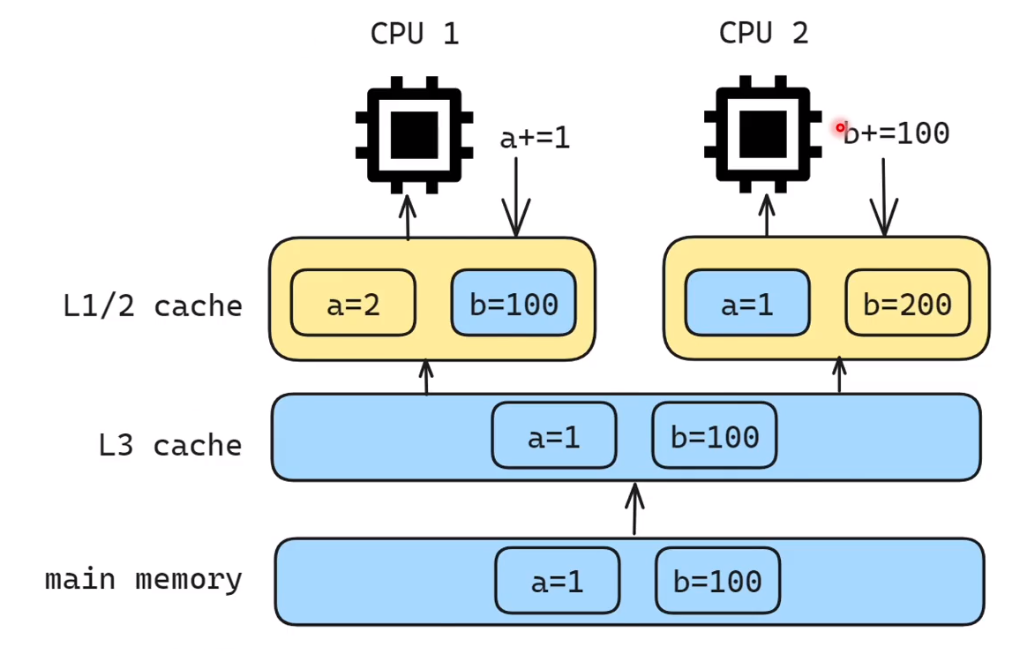 CPU 1
CPU 2
a+=1
b+=100
L1/2 cache
a=2
b=100
a=1
b=200
L3 cache
a=1
b=100
main memory
a=1
b=100